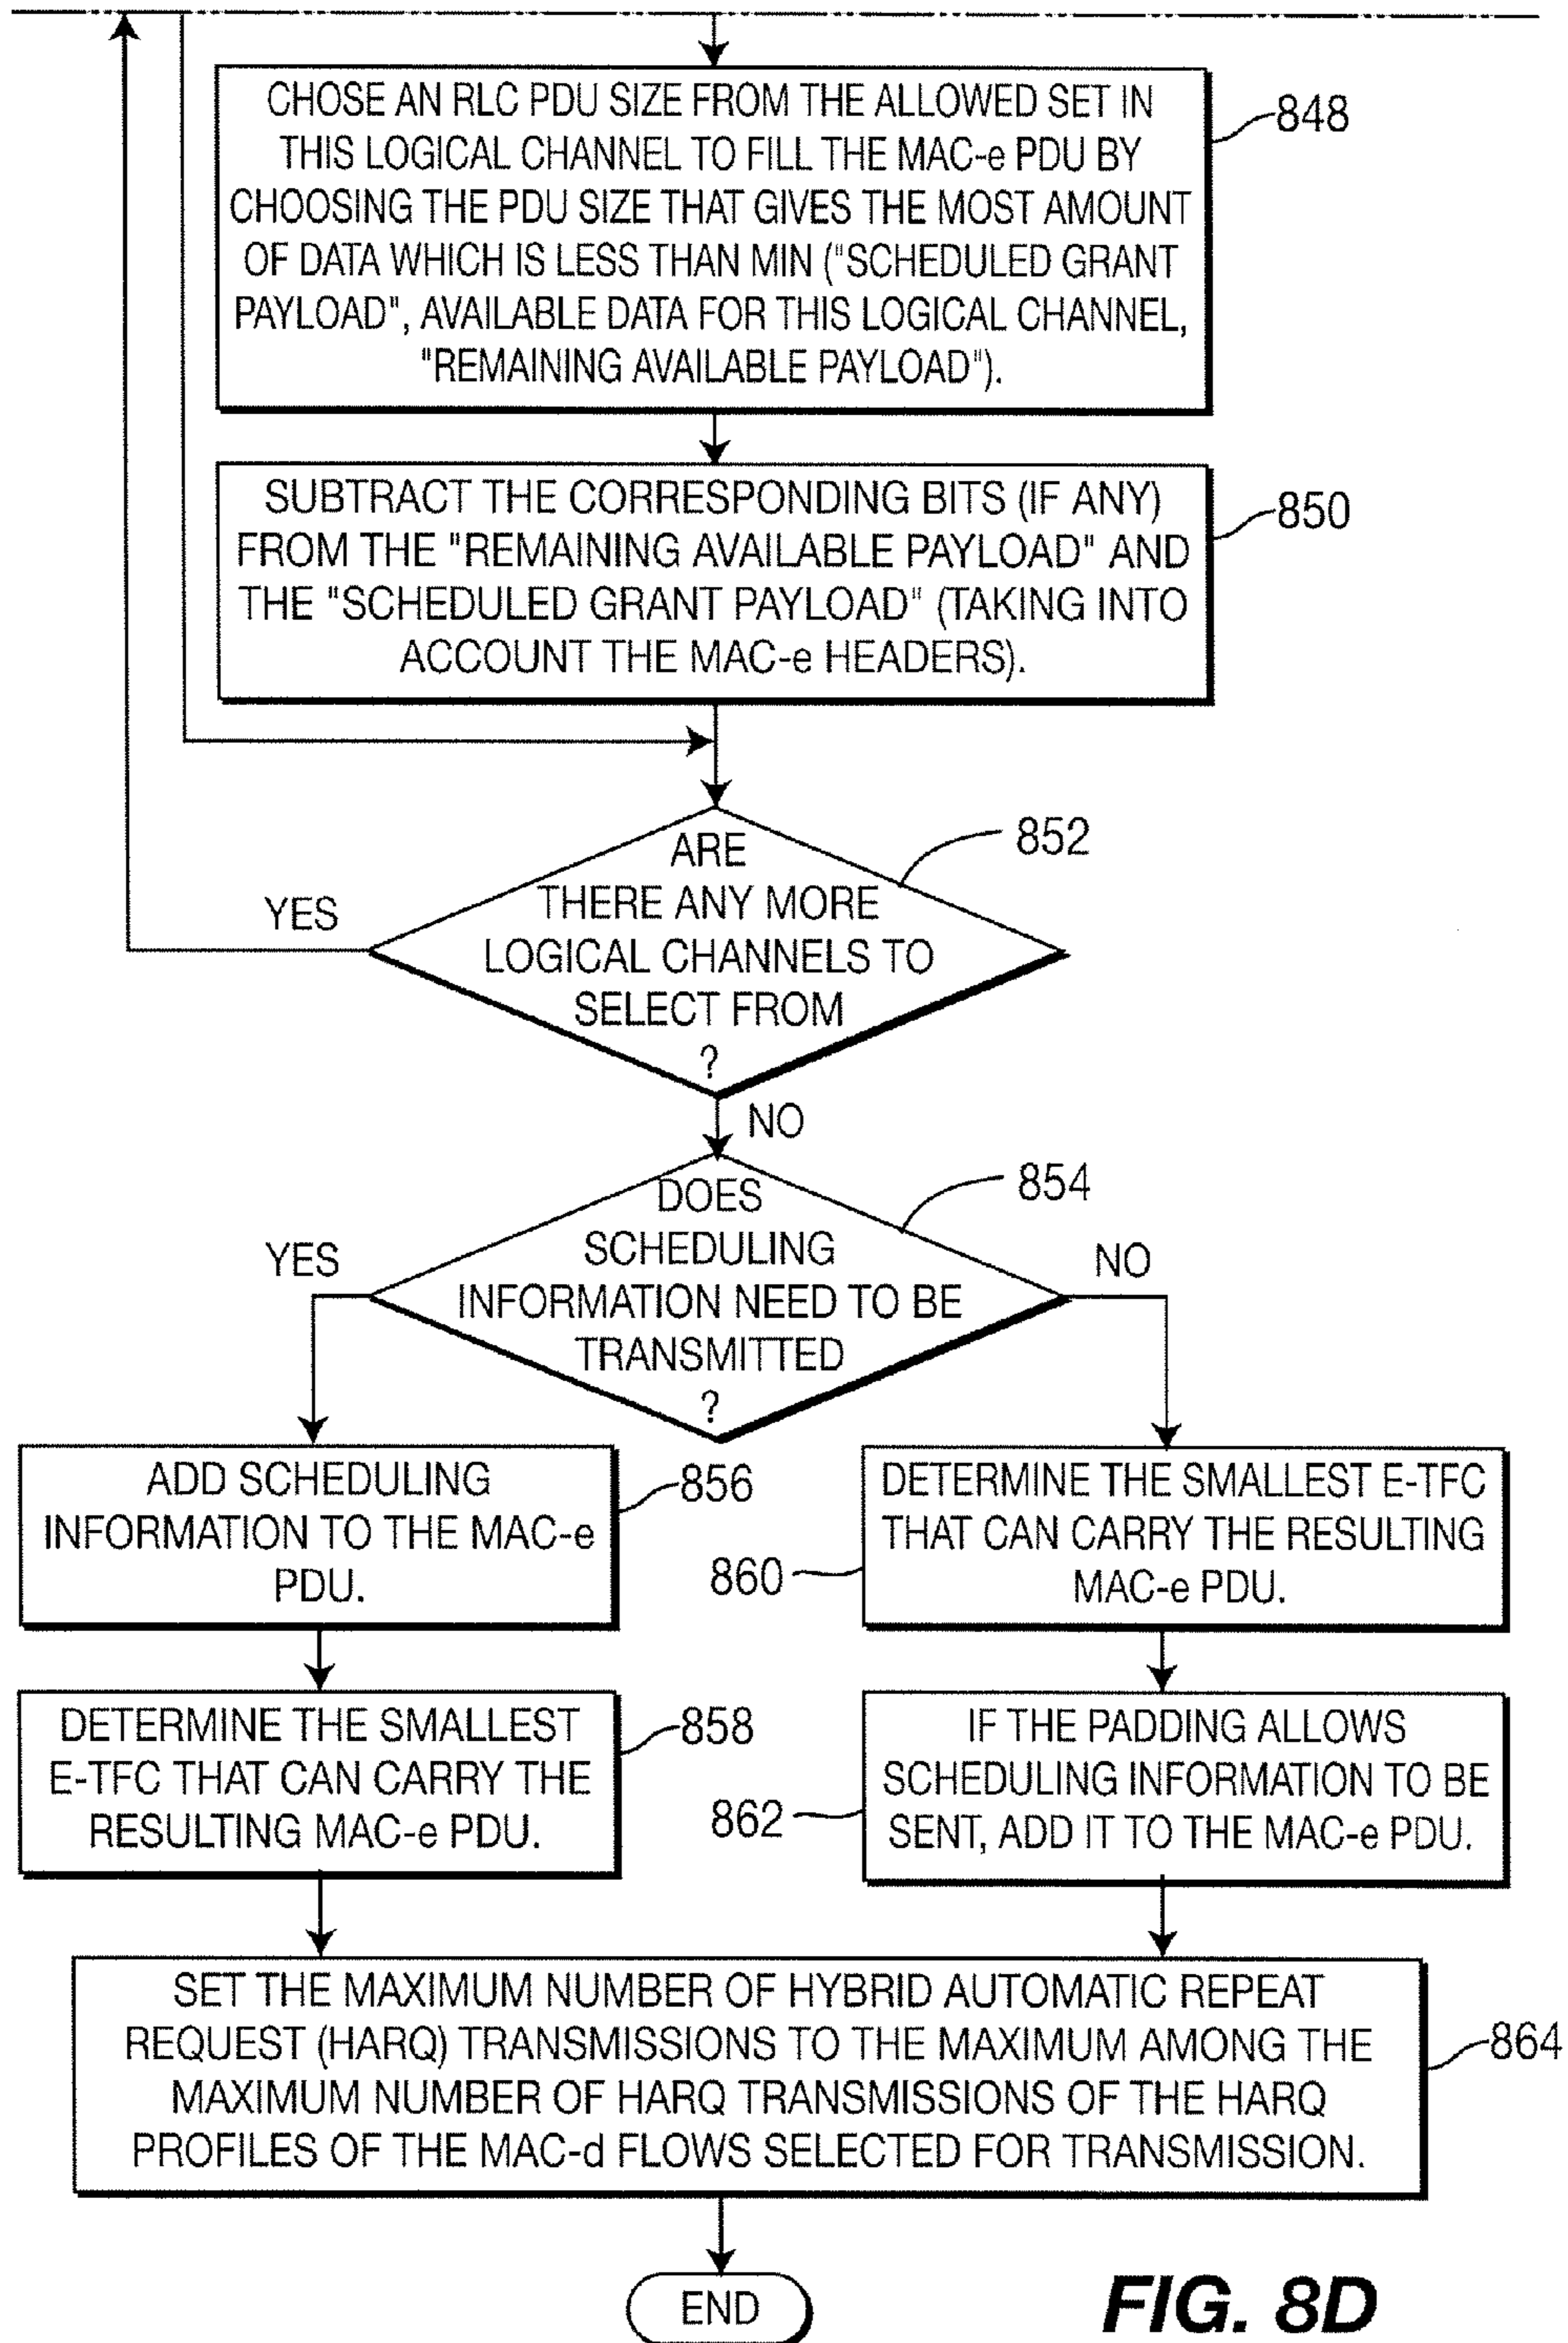 CHOSE AN RLC PDU SIZE FROM THE ALLOWED SET IN
THIS LOGICAL CHANNEL TO FILL THE MAC-e PDU BY
CHOOSING THE PDU SIZE THAT GIVES THE MOST AMOUNT
OF DATA WHICH IS LESS THAN MIN ("SCHEDULED GRANT
PAYLOAD", AVAILABLE DATA FOR THIS LOGICAL CHANNEL,
"REMAINING AVAILABLE PAYLOAD").
848
SUBTRACT THE CORRESPONDING BITS (IF ANY)
FROM THE "REMAINING AVAILABLE PAYLOAD" AND
THE "SCHEDULED GRANT PAYLOAD" (TAKING INTO
ACCOUNT THE MAC-e HEADERS).
850
ARE
THERE ANY MORE
LOGICAL CHANNELS TO
SELECT FROM
?
852
YES
NO
DOES
SCHEDULING
INFORMATION NEED TO BE
TRANSMITTED
?
854
YES
NO
ADD SCHEDULING
INFORMATION TO THE MAC-e
PDU.
856
DETERMINE THE SMALLEST E-TFC
THAT CAN CARRY THE RESULTING
MAC-e PDU.
860
DETERMINE THE SMALLEST
E-TFC THAT CAN CARRY THE
RESULTING MAC-e PDU.
858
IF THE PADDING ALLOWS
SCHEDULING INFORMATION TO BE
SENT, ADD IT TO THE MAC-e PDU.
862
SET THE MAXIMUM NUMBER OF HYBRID AUTOMATIC REPEAT
REQUEST (HARQ) TRANSMISSIONS TO THE MAXIMUM AMONG THE
MAXIMUM NUMBER OF HARQ TRANSMISSIONS OF THE HARQ
PROFILES OF THE MAC-d FLOWS SELECTED FOR TRANSMISSION.
864
END
FIG. 8D